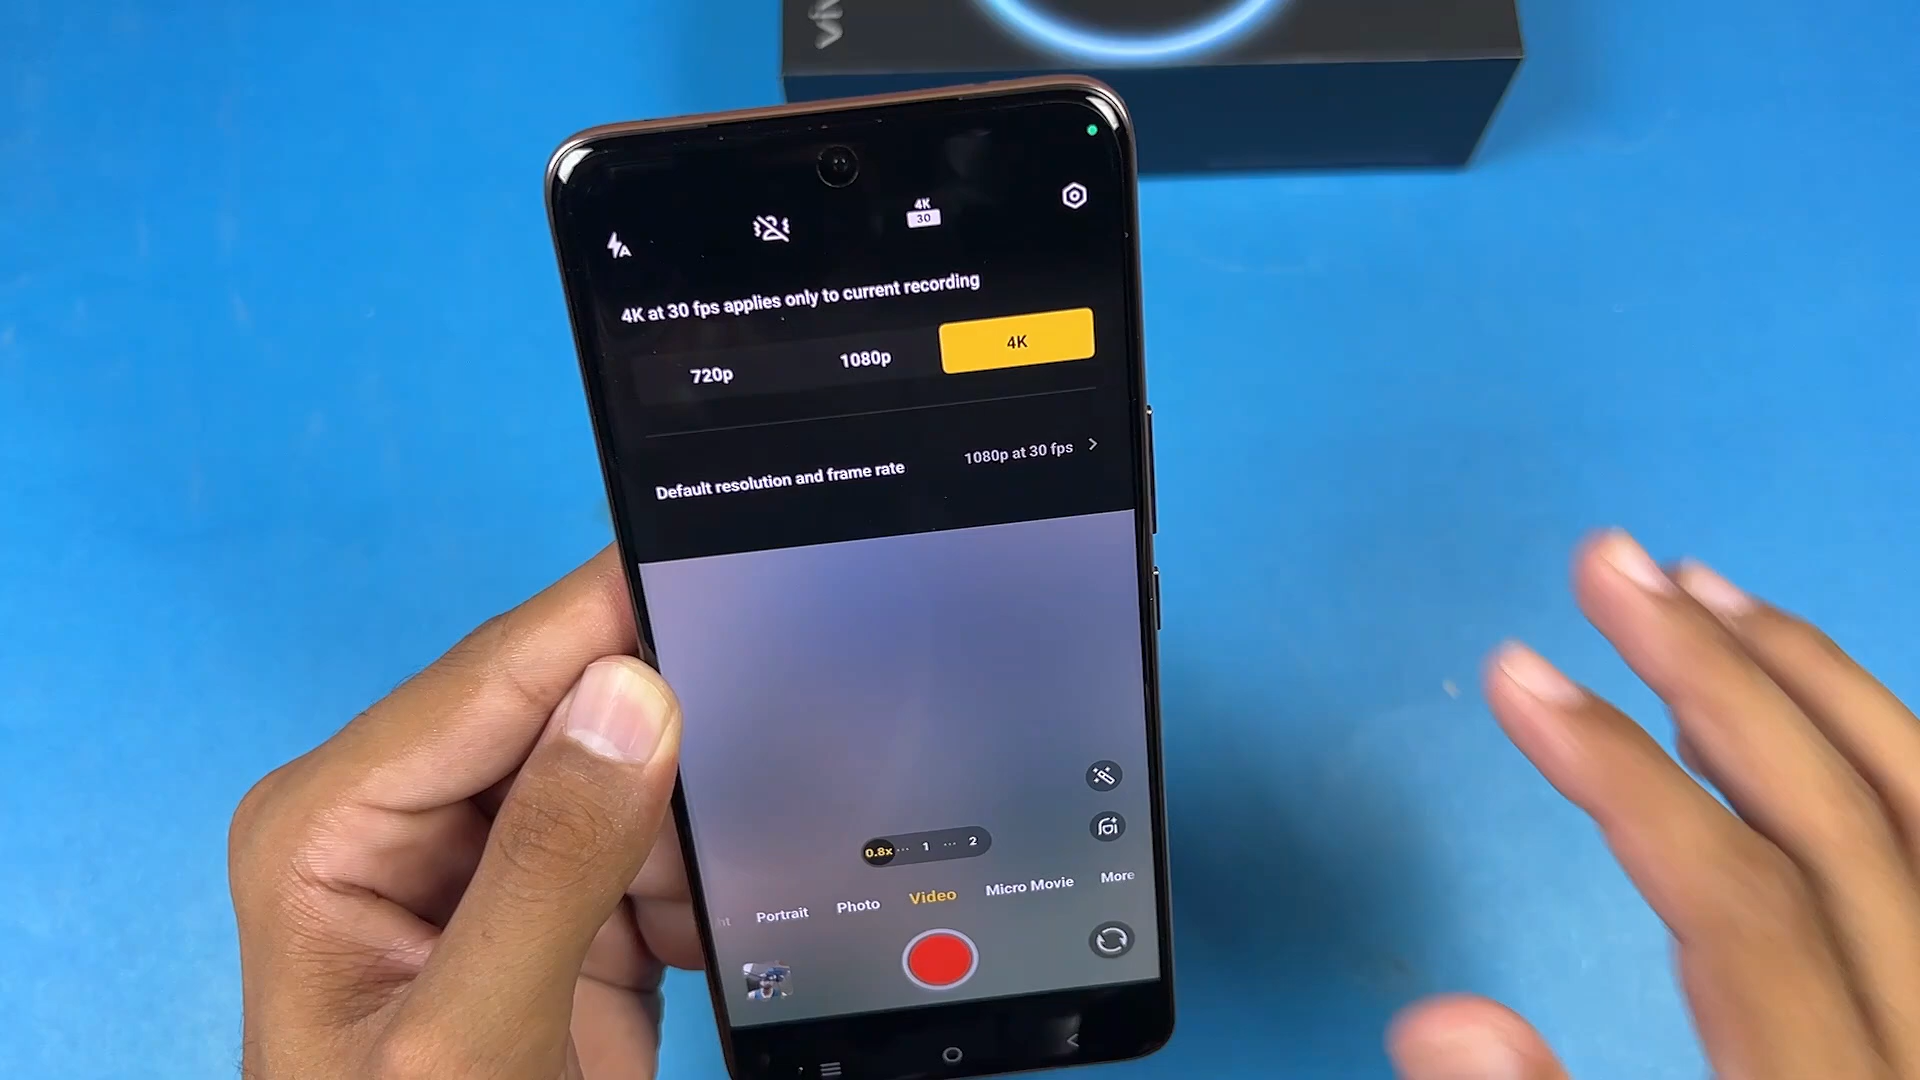 4K
30
A
4K at 30 fps applies only to current recording
720p 1080p 4K
Default resolution and frame rate 1080p at 30 fps
0.8x 1 2
ht Portrait Photo Video Micro Movie More